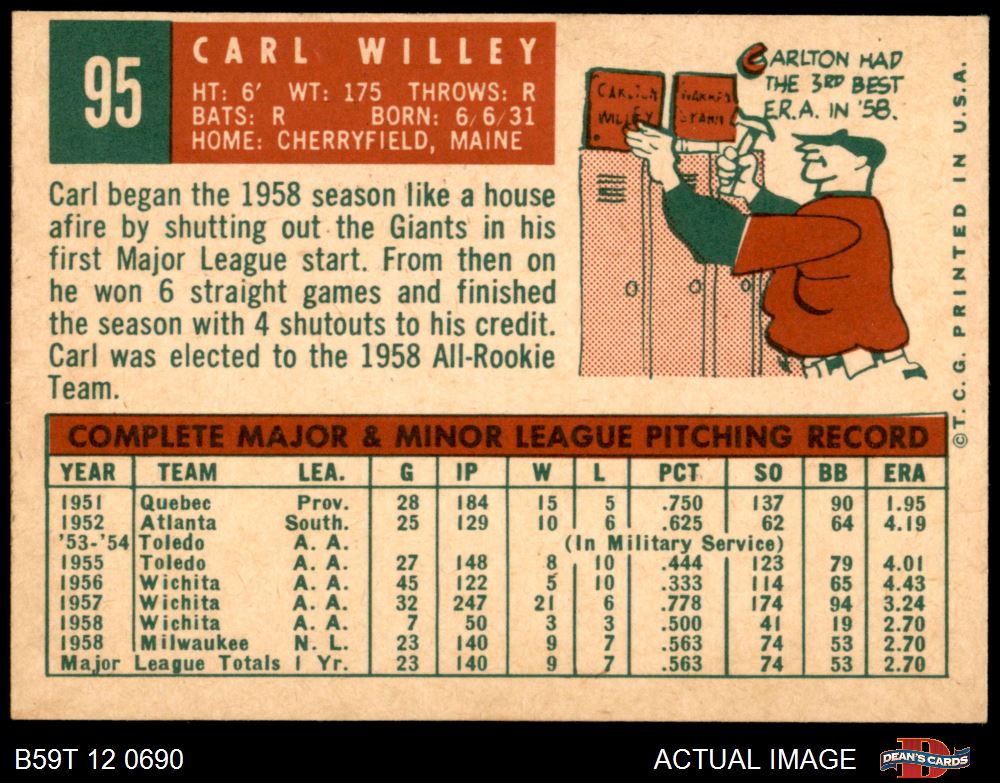 95
CARL WILLEY
HT: 6' WT: 175 THROWS: R
BATS: R BORN: 6/6/31
HOME: CHERRYFIELD, MAINE
Carl began the 1958 season like a house
afire by shutting out the Giants in his
first Major League start. From then on
he won 6 straight games and finished
the season with 4 shutouts to his credit.
Carl was elected to the 1958 All-Rookie
Team.
CARLTON HAD
THE 3RD BEST
E.R.A. IN '58.
CARLTON
WILLEY
WARREN
SPAHN
©T. C. G. PRINTED IN U.S.A.
COMPLETE MAJOR & MINOR LEAGUE PITCHING RECORD
YEAR TEAM LEA. G IP W L PCT SO BB ERA
1951 Quebec Prov. 28 184 15 5 .750 137 90 1.95
1952 Atlanta South. 25 129 10 6 .625 62 64 4.19
'53-'54 Toledo A. A. (In Military Service)
1955 Toledo A. A. 27 148 8 10 .444 123 79 4.01
1956 Wichita A. A. 45 122 5 10 .333 114 65 4.43
1957 Wichita A. A. 32 247 21 6 .778 174 94 3.24
1958 Wichita A. A. 7 50 3 3 .500 41 19 2.70
1958 Milwaukee N. L. 23 140 9 7 .563 74 53 2.70
Major League Totals 1 Yr. 23 140 9 7 .563 74 53 2.70
B59T 12 0690
ACTUAL IMAGE
D
DEAN'S CARDS